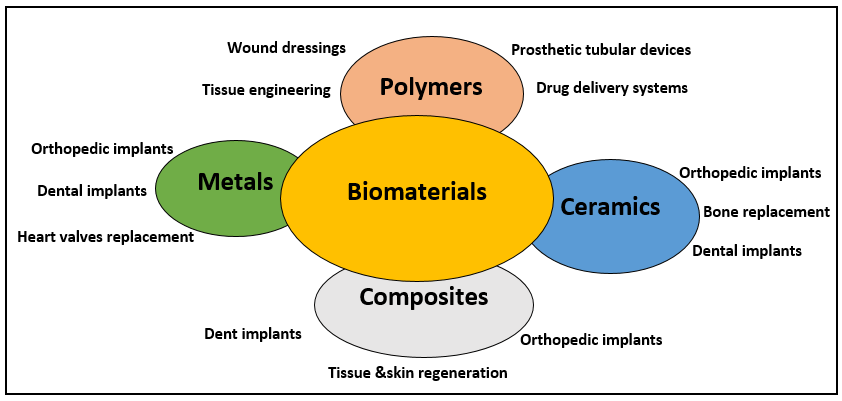 Wound dressings
Prosthetic tubular devices
Polymers
Tissue engineering
Drug delivery systems
Orthopedic implants
Metals
Dental implants
Heart valves replacement
Biomaterials
Orthopedic implants
Ceramics
Bone replacement
Dental implants
Composites
Dent implants
Orthopedic implants
Tissue &skin regeneration